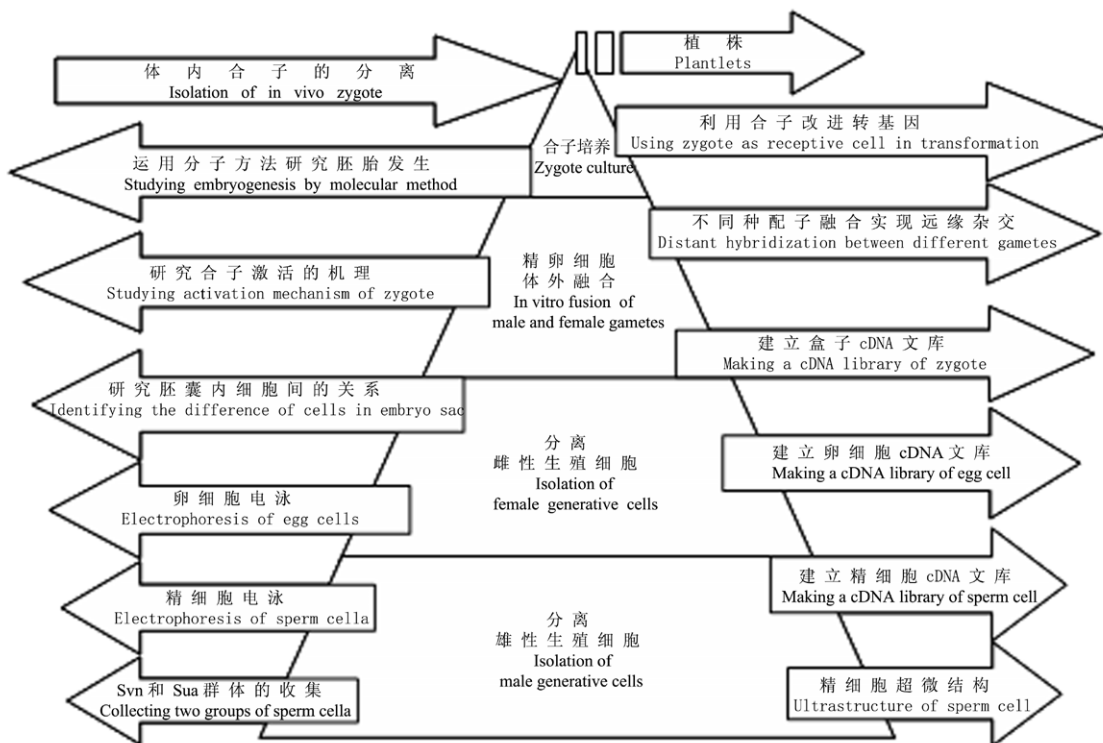 植 株
Plantlets
体 内 合 子 的 分 离
Isolation of in vivo zygote
利 用 合 子 改 进 转 基 因
Using zygote as receptive cell in transformation
合 子 培 养
Zygote culture
运 用 分 子 方 法 研 究 胚 胎 发 生
Studying embryogenesis by molecular method
不 同 种 配 子 融 合 实 现 远 缘 杂 交
Distant hybridization between different gametes
精 卵 细 胞
体 外 融 合
In vitro fusion of
male and female gametes
研 究 合 子 激 活 的 机 理
Studying activation mechanism of zygote
建 立 盒 子 cDNA 文 库
Making a cDNA library of zygote
研 究 胚 囊 内 细 胞 间 的 关 系
Identifying the difference of cells in embryo sac
分 离
雌 性 生 殖 细 胞
Isolation of
female generative cells
建 立 卵 细 胞 cDNA 文 库
Making a cDNA library of egg cell
卵 细 胞 电 泳
Electrophoresis of egg cells
建 立 精 细 胞 cDNA 文 库
Making a cDNA library of sperm cell
精 细 胞 电 泳
Electrophoresis of sperm cella
分 离
雄 性 生 殖 细 胞
Isolation of
male generative cells
Svn 和 Sua 群 体 的 收 集
Collecting two groups of sperm cella
精 细 胞 超 微 结 构
Ultrastructure of sperm cell